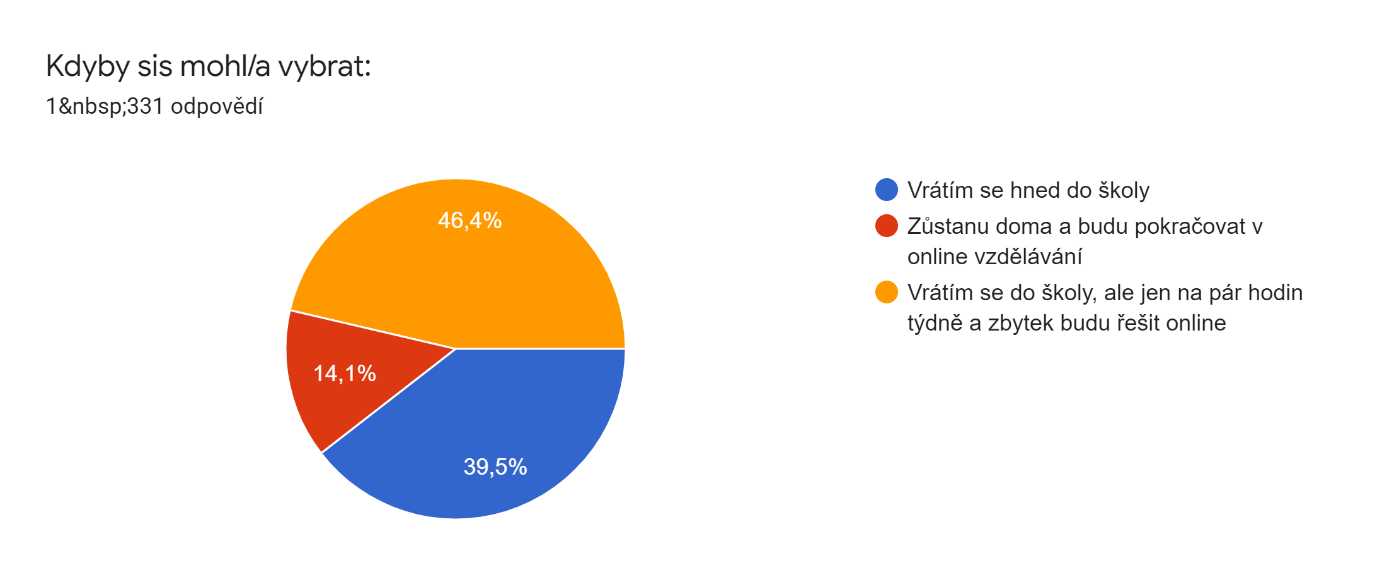 Kdyby sis mohl/a vybrat:
1&nbsp;331 odpovědí
46,4%
14,1%
39,5%
Vrátím se hned do školy
Zůstanu doma a budu pokračovat v
online vzdělávání
Vrátím se do školy, ale jen na pár hodin
týdně a zbytek budu řešit online